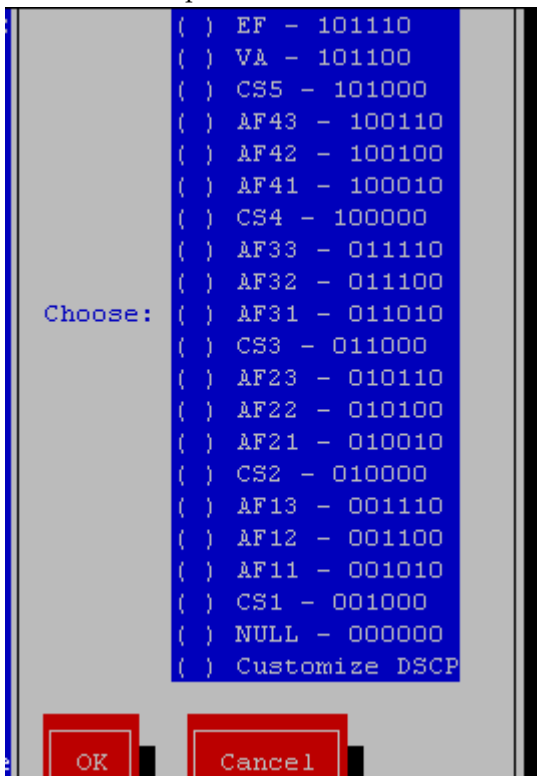 ( ) EF - 101110
( ) VA - 101100
( ) CS5 - 101000
( ) AF43 - 100110
( ) AF42 - 100100
( ) AF41 - 100010
( ) CS4 - 100000
( ) AF33 - 011110
( ) AF32 - 011100
Choose: ( ) AF31 - 011010
( ) CS3 - 011000
( ) AF23 - 010110
( ) AF22 - 010100
( ) AF21 - 010010
( ) CS2 - 010000
( ) AF13 - 001110
( ) AF12 - 001100
( ) AF11 - 001010
( ) CS1 - 001000
( ) NULL - 000000
( ) Customize DSCP
OK Cancel